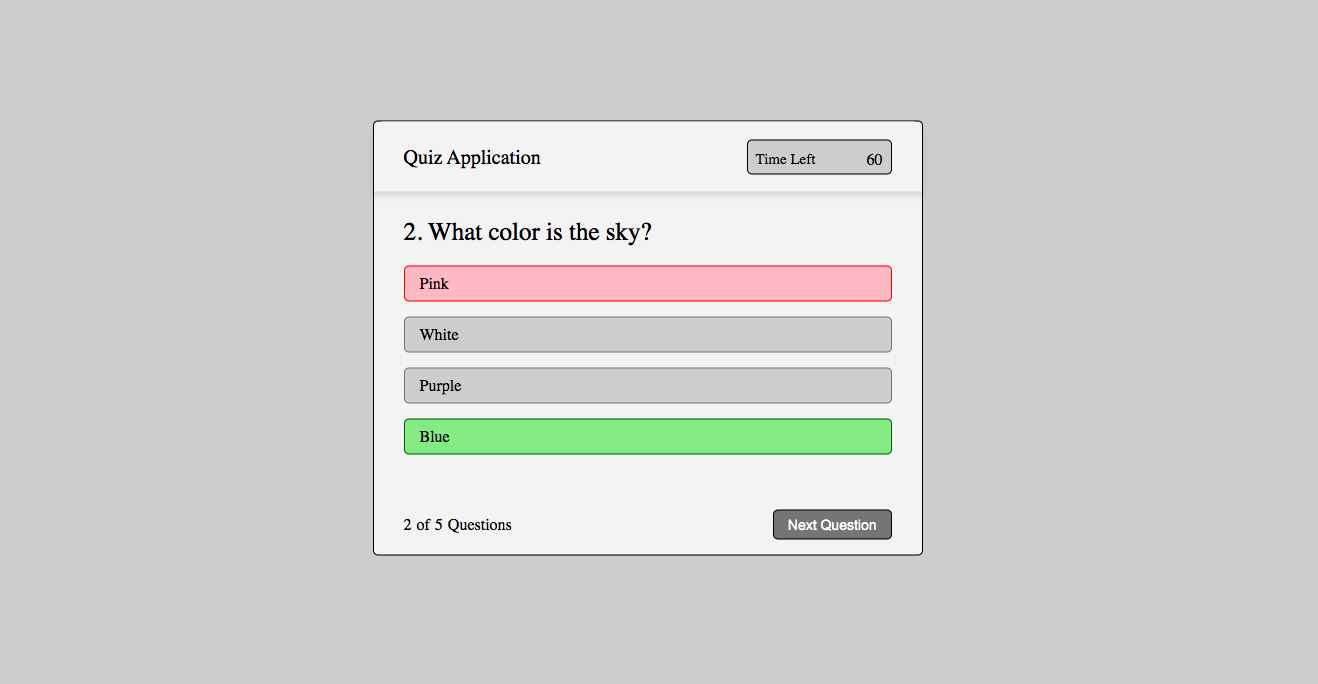 Quiz Application
Time Left 60
2. What color is the sky?
Pink
White
Purple
Blue
2 of 5 Questions
Next Question